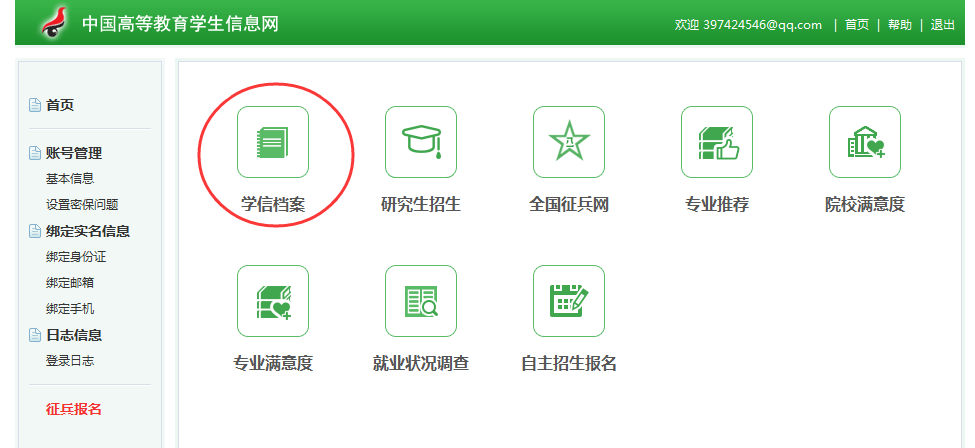 中国高等教育学生信息网
欢迎 397424546@qq.com | 首页 | 帮助 | 退出
首页
账号管理
基本信息
设置密保问题
绑定实名信息
绑定身份证
绑定邮箱
绑定手机
日志信息
登录日志
征兵报名
学信档案 研究生招生 全国征兵网 专业推荐 院校满意度
专业满意度 就业状况调查 自主招生报名